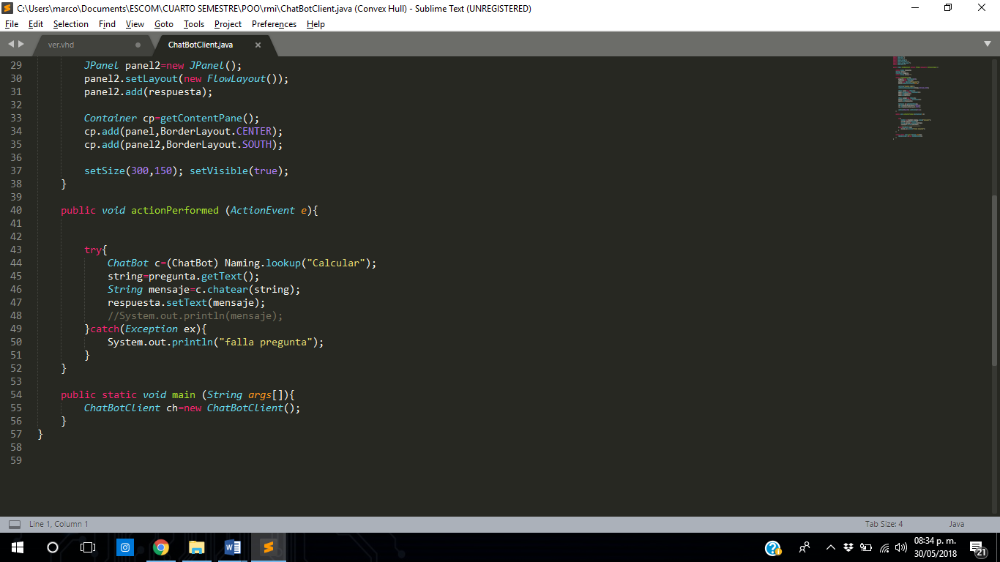 C:\Users\marco\Documents\ESCOM\CUARTO SEMESTRE\POO\rmi\ChatBotClient.java (Convex Hull) - Sublime Text (UNREGISTERED)
File Edit Selection Find View Goto Tools Project Preferences Help
ver.vhd ChatBotClient.java
29 JPanel panel2=new JPanel();
30 panel2.setLayout(new FlowLayout());
31 panel2.add(respuesta);
32
33 Container cp=getContentPane();
34 cp.add(panel,BorderLayout.CENTER);
35 cp.add(panel2,BorderLayout.SOUTH);
36
37 setSize(300,150); setVisible(true);
38 }
39
40 public void actionPerformed (ActionEvent e){
41
42
43 try{
44 ChatBot c=(ChatBot) Naming.lookup("Calcular");
45 string=pregunta.getText();
46 String mensaje=c.chatear(string);
47 respuesta.setText(mensaje);
48 //System.out.println(mensaje);
49 }catch(Exception ex){
50 System.out.println("falla pregunta");
51 }
52 }
53
54 public static void main (String args[]){
55 ChatBotClient ch=new ChatBotClient();
56 }
57 }
58
59
Line 1, Column 1 Tab Size: 4 Java
08:34 p. m.
30/05/2018
21